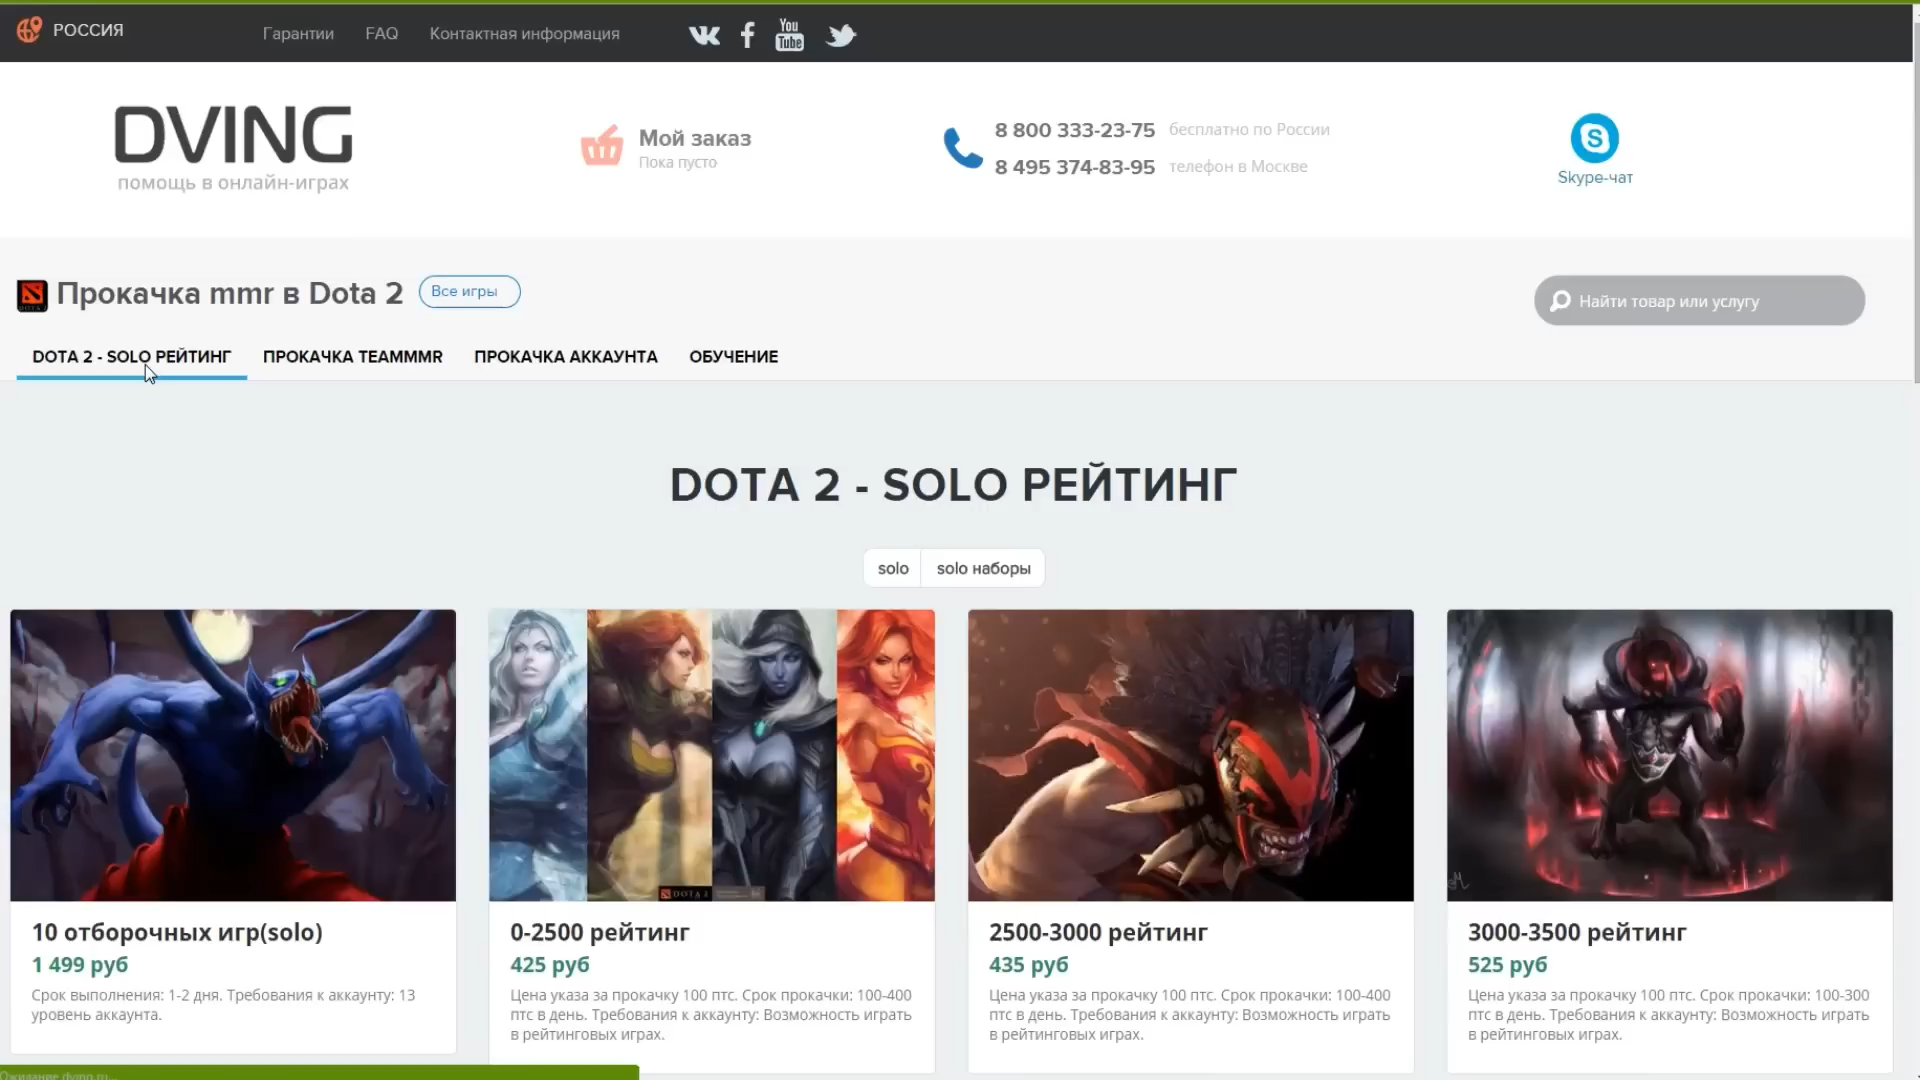 РОССИЯ
Гарантии
FAQ
Контактная информация
You
Tube
DVING
помощь в онлайн-играх
Мой заказ
Пока пусто
8 800 333-23-75 бесплатно по России
8 495 374-83-95 телефон в Москве
Skype-чат
Прокачка mmr в Dota 2
Все игры
Найти товар или услугу
DOTA 2 - SOLO РЕЙТИНГ
ПРОКАЧКА TEAMMMR
ПРОКАЧКА АККАУНТА
ОБУЧЕНИЕ
DOTA 2 - SOLO РЕЙТИНГ
solo
solo наборы
DOTA 2
10 отборочных игр(solo)
1 499 руб
Срок выполнения: 1-2 дня. Требования к аккаунту: 13
уровень аккаунта.
0-2500 рейтинг
425 руб
Цена указа за прокачку 100 птс. Срок прокачки: 100-400
птс в день. Требования к аккаунту: Возможность играть
в рейтинговых играх.
2500-3000 рейтинг
435 руб
Цена указа за прокачку 100 птс. Срок прокачки: 100-400
птс в день. Требования к аккаунту: Возможность играть
в рейтинговых играх.
3000-3500 рейтинг
525 руб
Цена указа за прокачку 100 птс. Срок прокачки: 100-300
птс в день. Требования к аккаунту: Возможность играть
в рейтинговых играх.
Ожидание dving.ru...